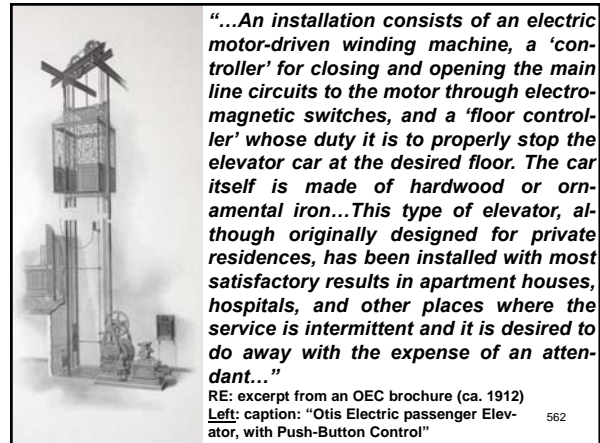 “…An installation consists of an electric
motor-driven winding machine, a ‘con-
troller’ for closing and opening the main
line circuits to the motor through electro-
magnetic switches, and a ‘floor control-
ler’ whose duty it is to properly stop the
elevator car at the desired floor. The car
itself is made of hardwood or orn-
amental iron…This type of elevator, al-
though originally designed for private
residences, has been installed with most
satisfactory results in apartment houses,
hospitals, and other places where the
service is intermittent and it is desired to
do away with the expense of an atten-
dant…”
RE: excerpt from an OEC brochure (ca. 1912)
Left: caption: “Otis Electric passenger Elev-
ator, with Push-Button Control”
562